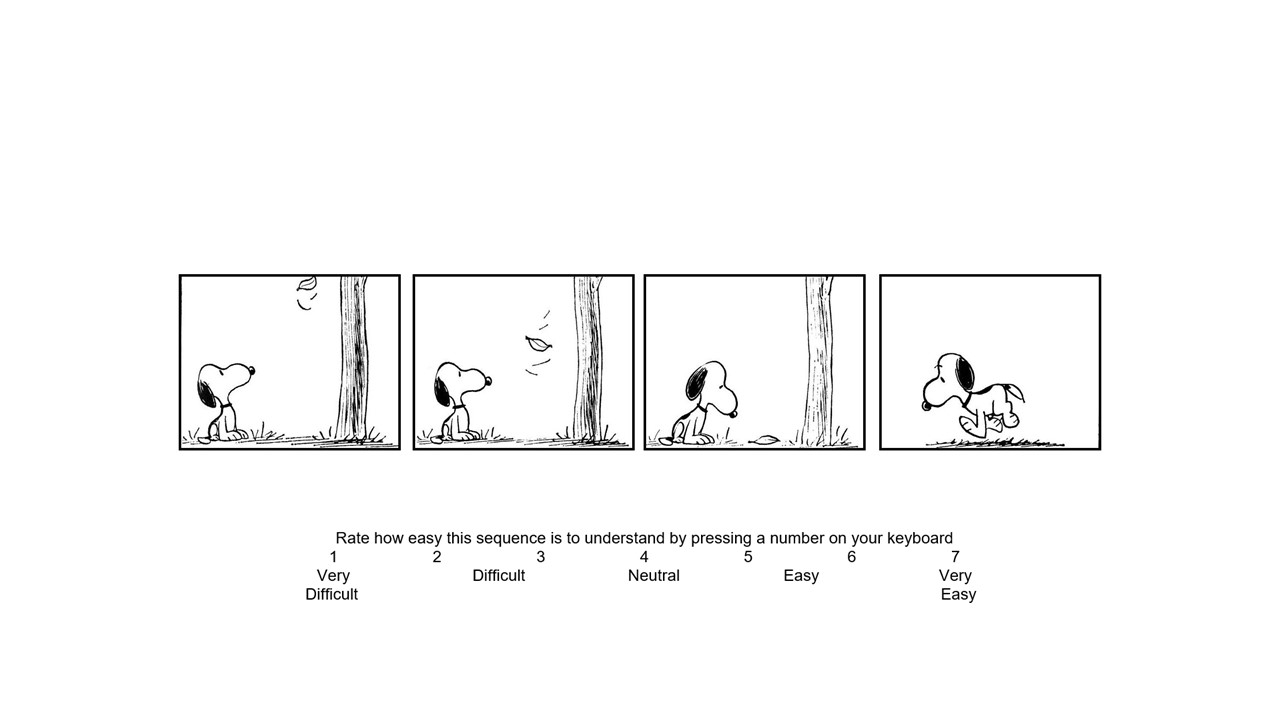 Rate how easy this sequence is to understand by pressing a number on your keyboard
1 2 3 4 5 6 7
Very Difficult Neutral Easy Very
Difficult Easy